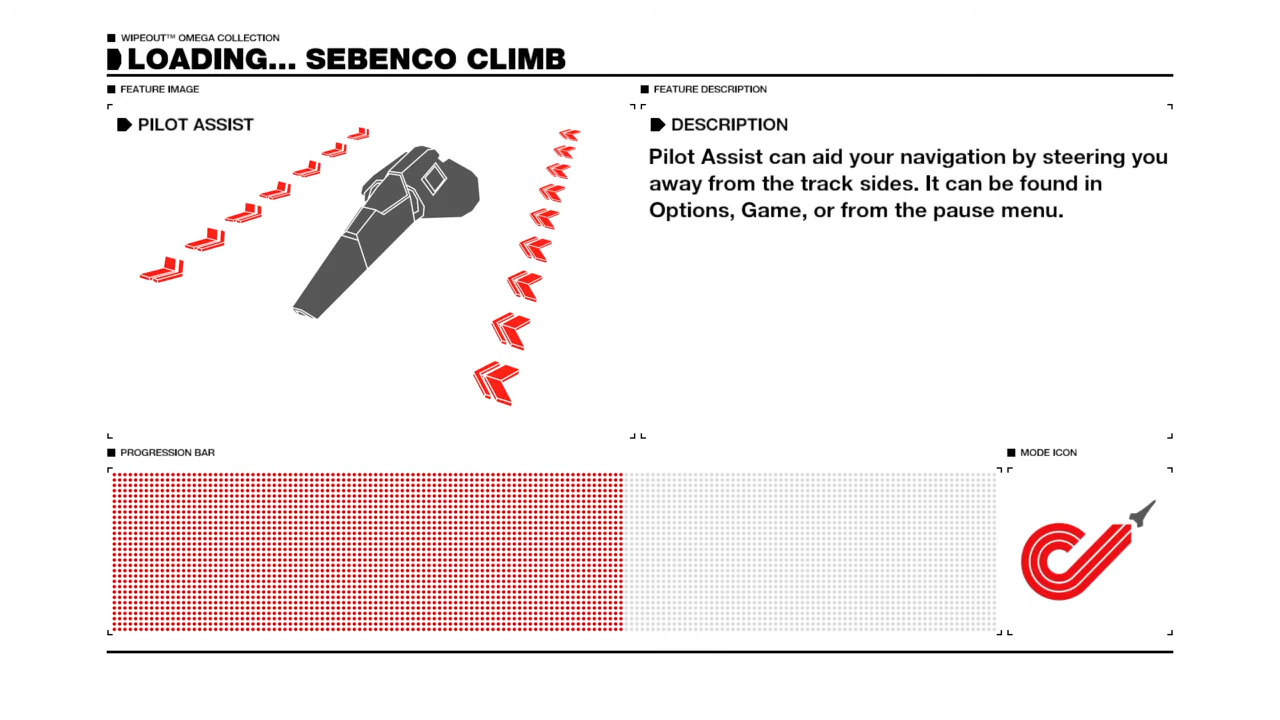 WIPEOUT™ OMEGA COLLECTION
LOADING... SEBENCO CLIMB
FEATURE IMAGE
PILOT ASSIST
FEATURE DESCRIPTION
DESCRIPTION
Pilot Assist can aid your navigation by steering you
away from the track sides. It can be found in
Options, Game, or from the pause menu.
PROGRESSION BAR
MODE ICON